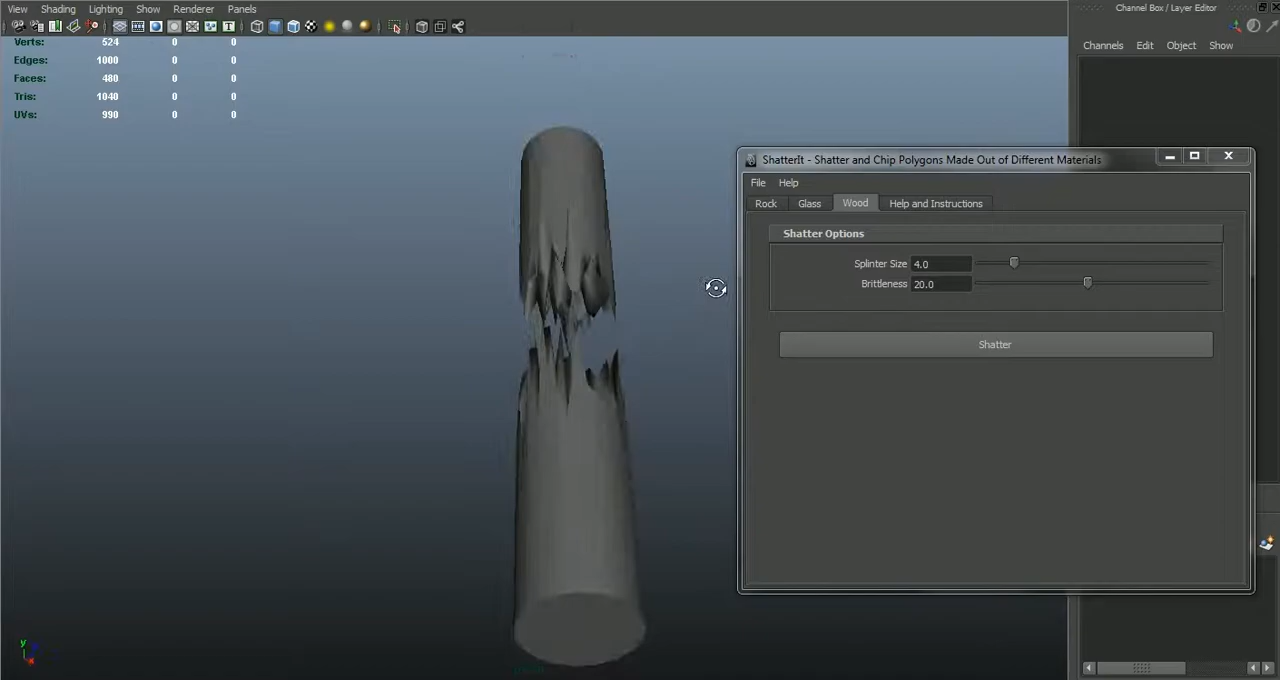 View Shading Lighting Show Renderer Panels
Channel Box / Layer Editor
Channels Edit Object Show
Verts: 524 0 0
Edges: 1000 0 0
Faces: 480 0 0
Tris: 1040 0 0
UVs: 990 0 0
ShatterIt - Shatter and Chip Polygons Made Out of Different Materials
File Help
Rock Glass Wood Help and Instructions
Shatter Options
Splinter Size 4.0
Brittleness 20.0
Shatter
T
y